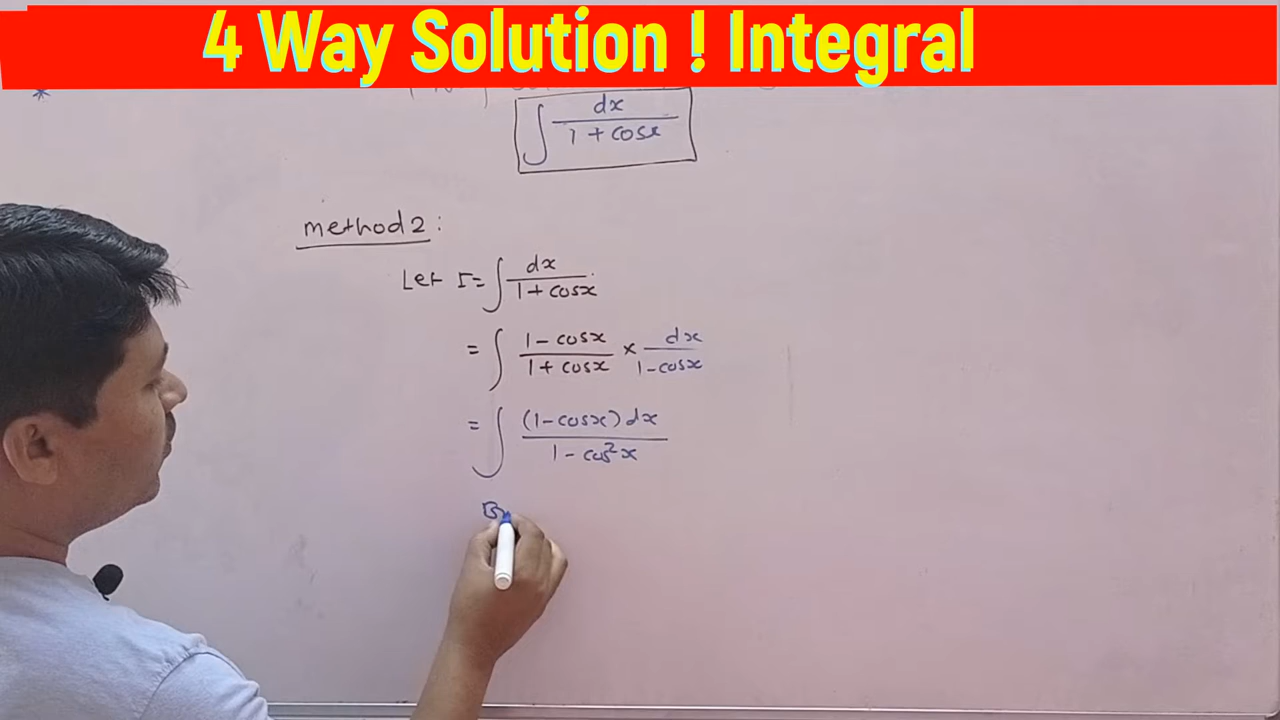 4 Way Solution ! Integral
*
∫ dx / 1 + cosx
method 2 :
Let I = ∫ dx / 1 + cosx
= ∫ 1 - cosx / 1 + cosx × dx / 1 - cosx
= ∫ (1 - cosx) dx / 1 - cos²x